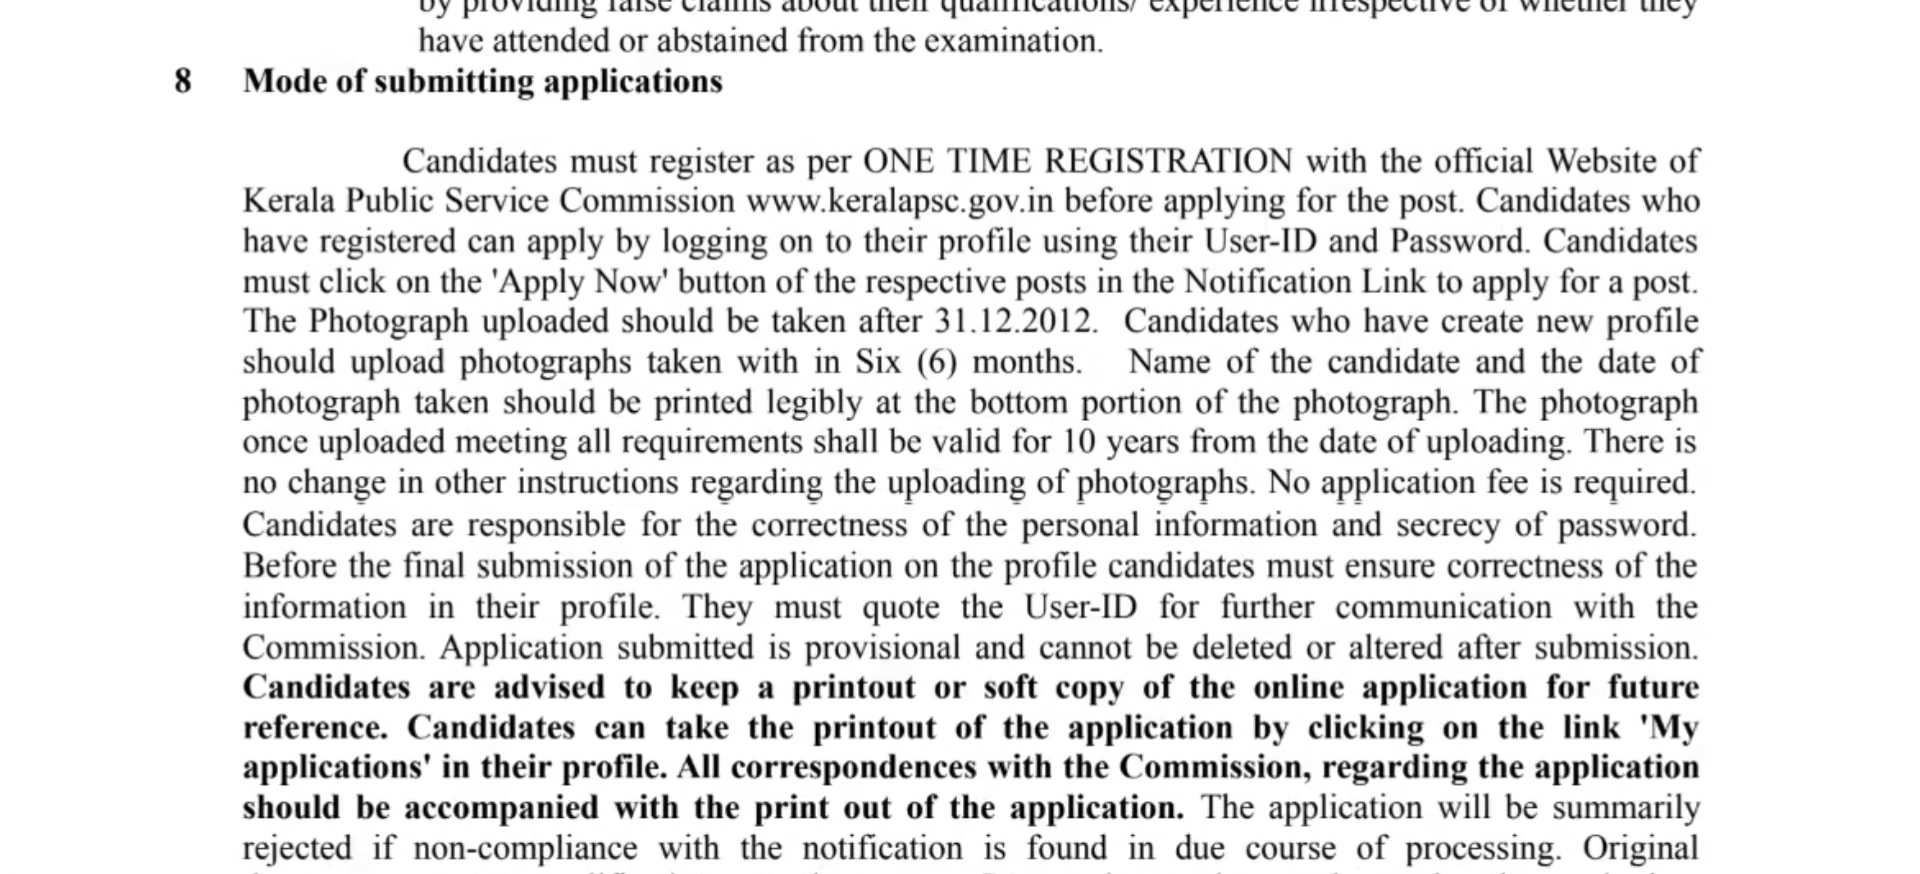 by providing false claims about their qualifications/ experience irrespective of whether they
have attended or abstained from the examination.
8 Mode of submitting applications
Candidates must register as per ONE TIME REGISTRATION with the official Website of
Kerala Public Service Commission www.keralapsc.gov.in before applying for the post. Candidates who
have registered can apply by logging on to their profile using their User-ID and Password. Candidates
must click on the 'Apply Now' button of the respective posts in the Notification Link to apply for a post.
The Photograph uploaded should be taken after 31.12.2012. Candidates who have create new profile
should upload photographs taken with in Six (6) months. Name of the candidate and the date of
photograph taken should be printed legibly at the bottom portion of the photograph. The photograph
once uploaded meeting all requirements shall be valid for 10 years from the date of uploading. There is
no change in other instructions regarding the uploading of photographs. No application fee is required.
Candidates are responsible for the correctness of the personal information and secrecy of password.
Before the final submission of the application on the profile candidates must ensure correctness of the
information in their profile. They must quote the User-ID for further communication with the
Commission. Application submitted is provisional and cannot be deleted or altered after submission.
Candidates are advised to keep a printout or soft copy of the online application for future
reference. Candidates can take the printout of the application by clicking on the link 'My
applications' in their profile. All correspondences with the Commission, regarding the application
should be accompanied with the print out of the application. The application will be summarily
rejected if non-compliance with the notification is found in due course of processing. Original